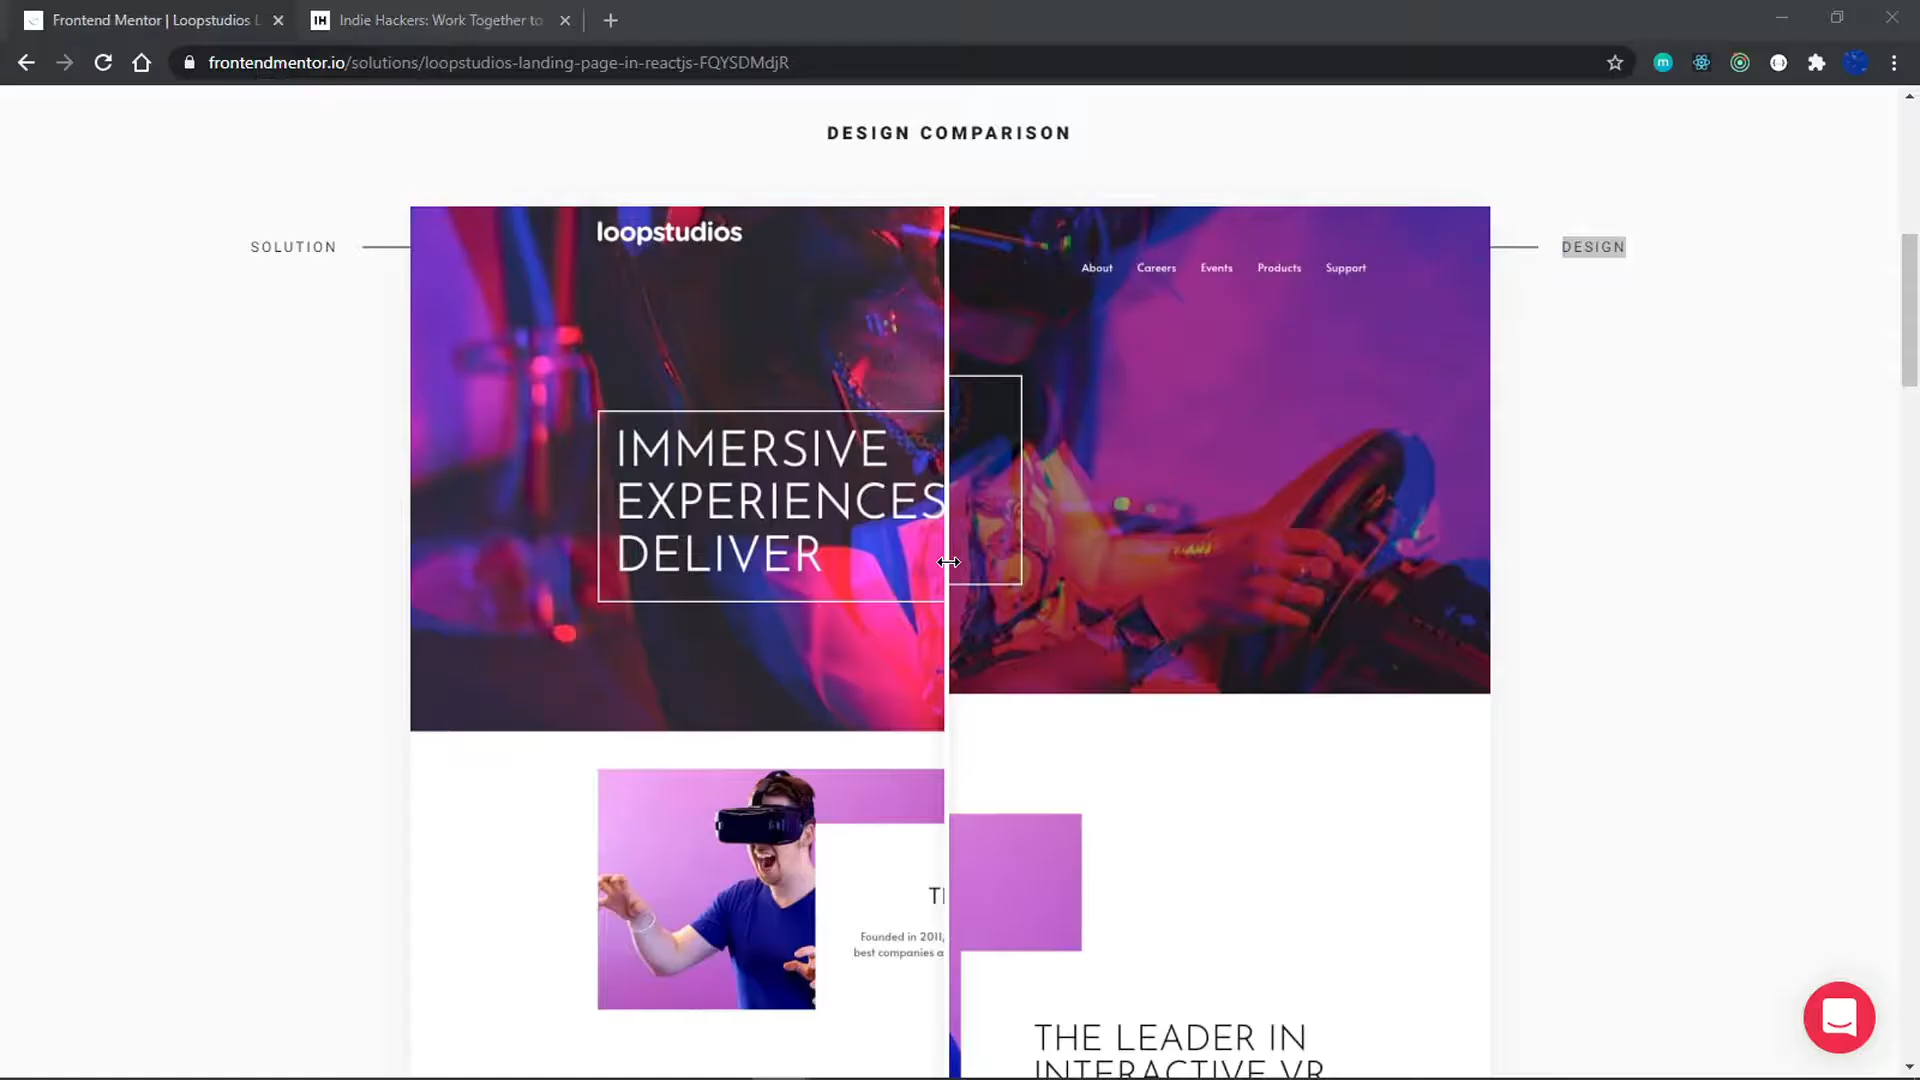 Frontend Mentor | Loopstudios L
Indie Hackers: Work Together to
frontendmentor.io/solutions/loopstudios-landing-page-in-reactjs-FQYSDMdjR
DESIGN COMPARISON
SOLUTION
DESIGN
loopstudios
About Careers Events Products Support
IMMERSIVE
EXPERIENCES
DELIVER
Founded in 2011,
best companies a
THE LEADER IN
INTERACTIVE VR